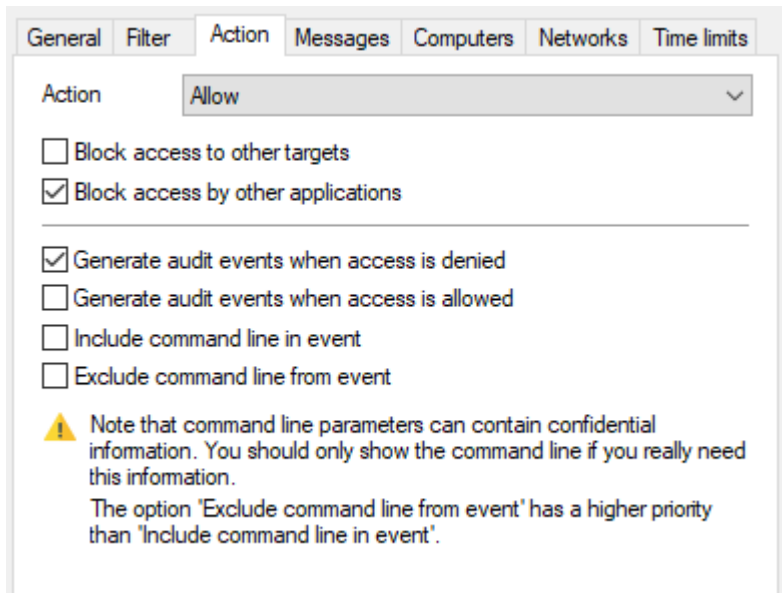 General Filter Action Messages Computers Networks Time limits
Action Allow
Block access to other targets
Block access by other applications
Generate audit events when access is denied
Generate audit events when access is allowed
Include command line in event
Exclude command line from event
Note that command line parameters can contain confidential
information. You should only show the command line if you really need
this information.
The option "Exclude command line from event" has a higher priority
than "Include command line in event".